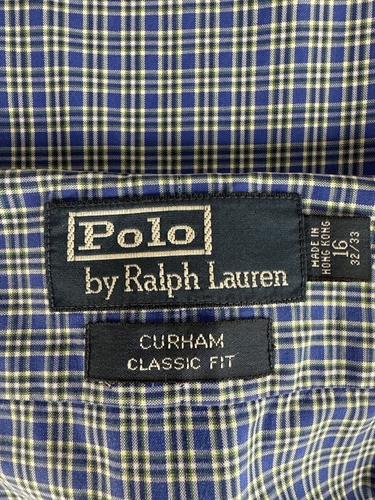 Polo
by Ralph Lauren
MADE IN
HONG KONG
16
32/33
CURHAM
CLASSIC FIT